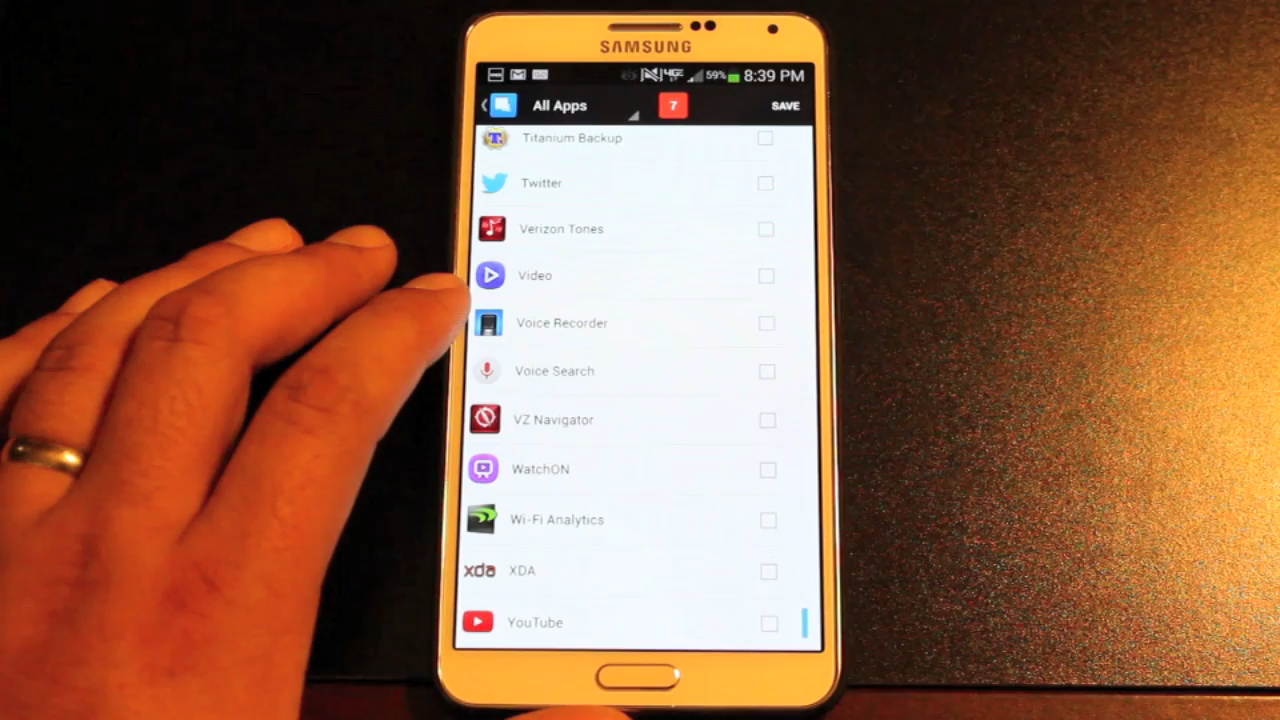 SAMSUNG
4G 59% 8:39 PM
All Apps 7 SAVE
Titanium Backup
Twitter
Verizon Tones
Video
Voice Recorder
Voice Search
VZ Navigator
WatchON
Wi-Fi Analytics
xda XDA
YouTube